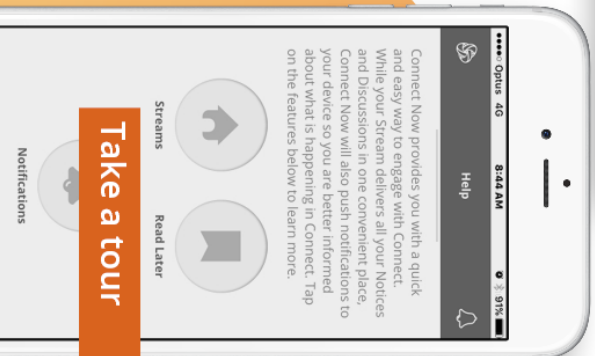 Optus 4G 8:44 AM 91%
Help
Connect Now provides you with a quick
and easy way to engage with Connect.
While your Stream delivers all your Notices
and Discussions in one convenient place,
Connect Now will also push notifications to
your device so you are better informed
about what is happening in Connect. Tap
on the features below to learn more.
Streams Read Later
Take a tour
Notifications